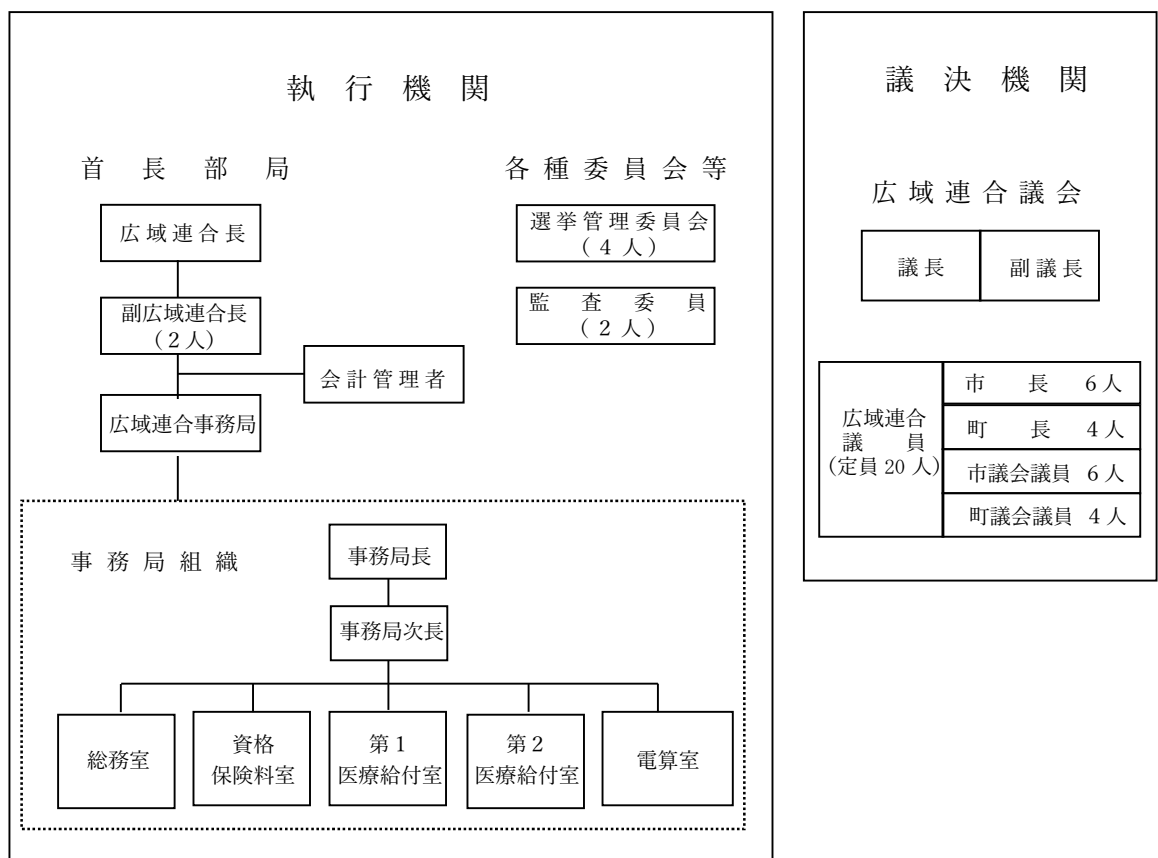 執行機関
首長部局
広域連合長
副広域連合長
(2人)
会計管理者
広域連合事務局
各種委員会等
選挙管理委員会
(4人)
監査委員
(2人)
事務局組織
事務局長
事務局次長
総務室
資格
保険料室
第1
医療給付室
第2
医療給付室
電算室
議決機関
広域連合議会
議長
副議長
広域連合
議員
(定員20人)
市長 6人
町長 4人
市議会議員 6人
町議会議員 4人